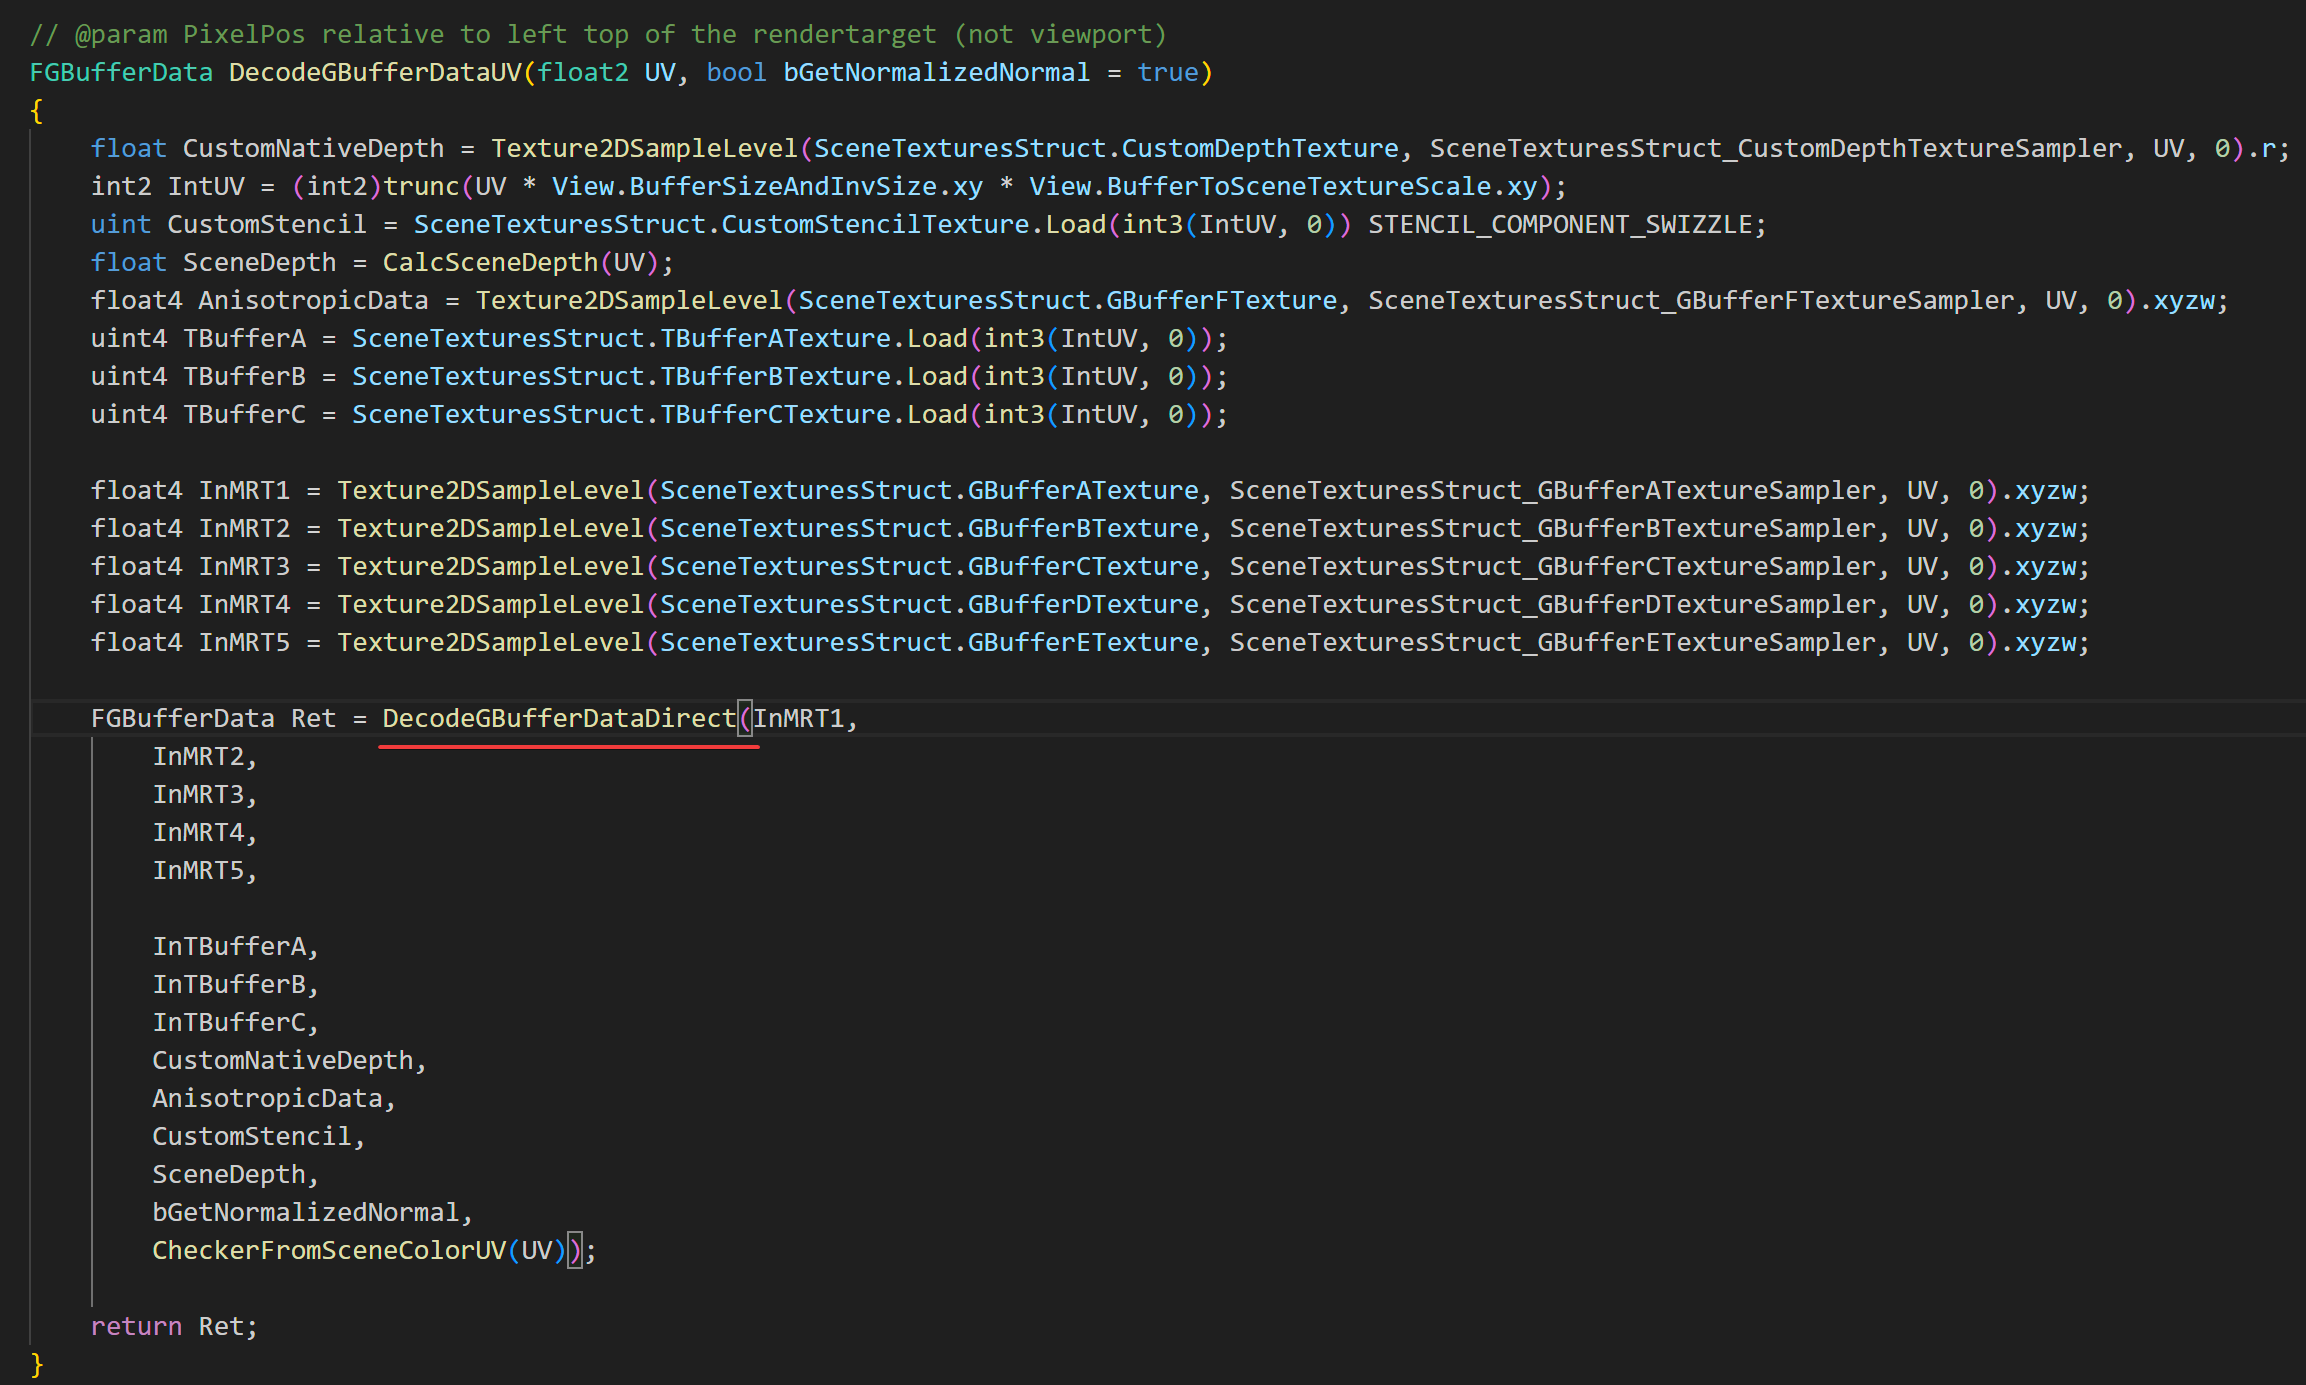 // @param PixelPos relative to left top of the rendertarget (not viewport)
FGBufferData DecodeGBufferDataUV(float2 UV, bool bGetNormalizedNormal = true)
{
    float CustomNativeDepth = Texture2DSampleLevel(SceneTexturesStruct.CustomDepthTexture, SceneTexturesStruct_CustomDepthTextureSampler, UV, 0).r;
    int2 IntUV = (int2)trunc(UV * View.BufferSizeAndInvSize.xy * View.BufferToSceneTextureScale.xy);
    uint CustomStencil = SceneTexturesStruct.CustomStencilTexture.Load(int3(IntUV, 0)) STENCIL_COMPONENT_SWIZZLE;
    float SceneDepth = CalcSceneDepth(UV);
    float4 AnisotropicData = Texture2DSampleLevel(SceneTexturesStruct.GBufferFTexture, SceneTexturesStruct_GBufferFTextureSampler, UV, 0).xyzw;
    uint4 TBufferA = SceneTexturesStruct.TBufferATexture.Load(int3(IntUV, 0));
    uint4 TBufferB = SceneTexturesStruct.TBufferBTexture.Load(int3(IntUV, 0));
    uint4 TBufferC = SceneTexturesStruct.TBufferCTexture.Load(int3(IntUV, 0));
    float4 InMRT1 = Texture2DSampleLevel(SceneTexturesStruct.GBufferATexture, SceneTexturesStruct_GBufferATextureSampler, UV, 0).xyzw;
    float4 InMRT2 = Texture2DSampleLevel(SceneTexturesStruct.GBufferBTexture, SceneTexturesStruct_GBufferBTextureSampler, UV, 0).xyzw;
    float4 InMRT3 = Texture2DSampleLevel(SceneTexturesStruct.GBufferCTexture, SceneTexturesStruct_GBufferCTextureSampler, UV, 0).xyzw;
    float4 InMRT4 = Texture2DSampleLevel(SceneTexturesStruct.GBufferDTexture, SceneTexturesStruct_GBufferDTextureSampler, UV, 0).xyzw;
    float4 InMRT5 = Texture2DSampleLevel(SceneTexturesStruct.GBufferETexture, SceneTexturesStruct_GBufferETextureSampler, UV, 0).xyzw;
    FGBufferData Ret = DecodeGBufferDataDirect(InMRT1,
        InMRT2,
        InMRT3,
        InMRT4,
        InMRT5,
        InTBufferA,
        InTBufferB,
        InTBufferC,
        CustomNativeDepth,
        AnisotropicData,
        CustomStencil,
        SceneDepth,
        bGetNormalizedNormal,
        CheckerFromSceneColorUV(UV));
    return Ret;
}